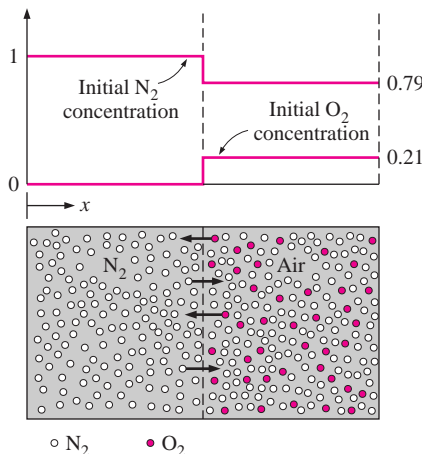 1
Initial N₂
concentration
0.79
Initial O₂
concentration
0.21
0
x
N₂
Air
N₂
O₂